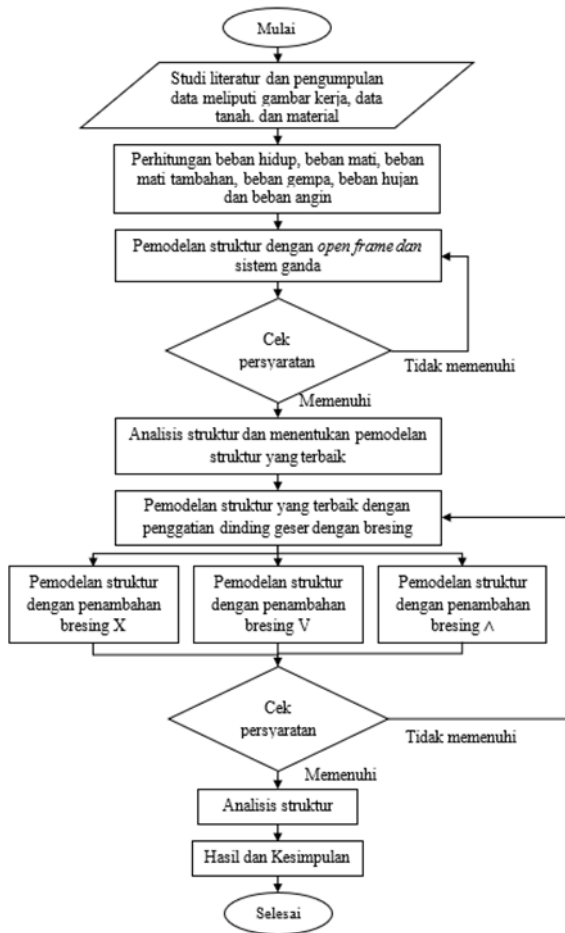 Mulai
Studi literatur dan pengumpulan
data meliputi gambar kerja, data
tanah. dan material
Perhitungan beban hidup, beban mati, beban
mati tambahan, beban gempa, beban hujan
dan beban angin
Pemodelan struktur dengan open frame dan
sistem ganda
Cek
persyaratan
Tidak memenuhi
Memenuhi
Analisis struktur dan menentukan pemodelan
struktur yang terbaik
Pemodelan struktur yang terbaik dengan
penggatian dinding geser dengan bresing
Pemodelan struktur
dengan penambahan
bresing X
Pemodelan struktur
dengan penambahan
bresing V
Pemodelan struktur
dengan penambahan
bresing Λ
Cek
persyaratan
Tidak memenuhi
Memenuhi
Analisis struktur
Hasil dan Kesimpulan
Selesai